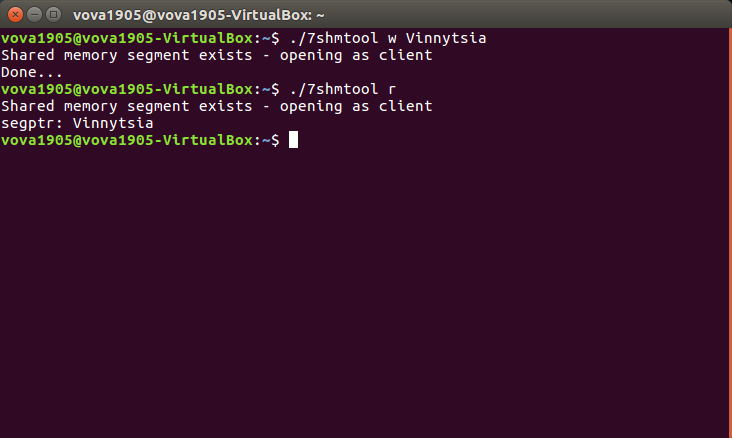 vova1905@vova1905-VirtualBox: ~
vova1905@vova1905-VirtualBox:~$ ./7shmtool w Vinnytsia
Shared memory segment exists - opening as client
Done...
vova1905@vova1905-VirtualBox:~$ ./7shmtool r
Shared memory segment exists - opening as client
segptr: Vinnytsia
vova1905@vova1905-VirtualBox:~$